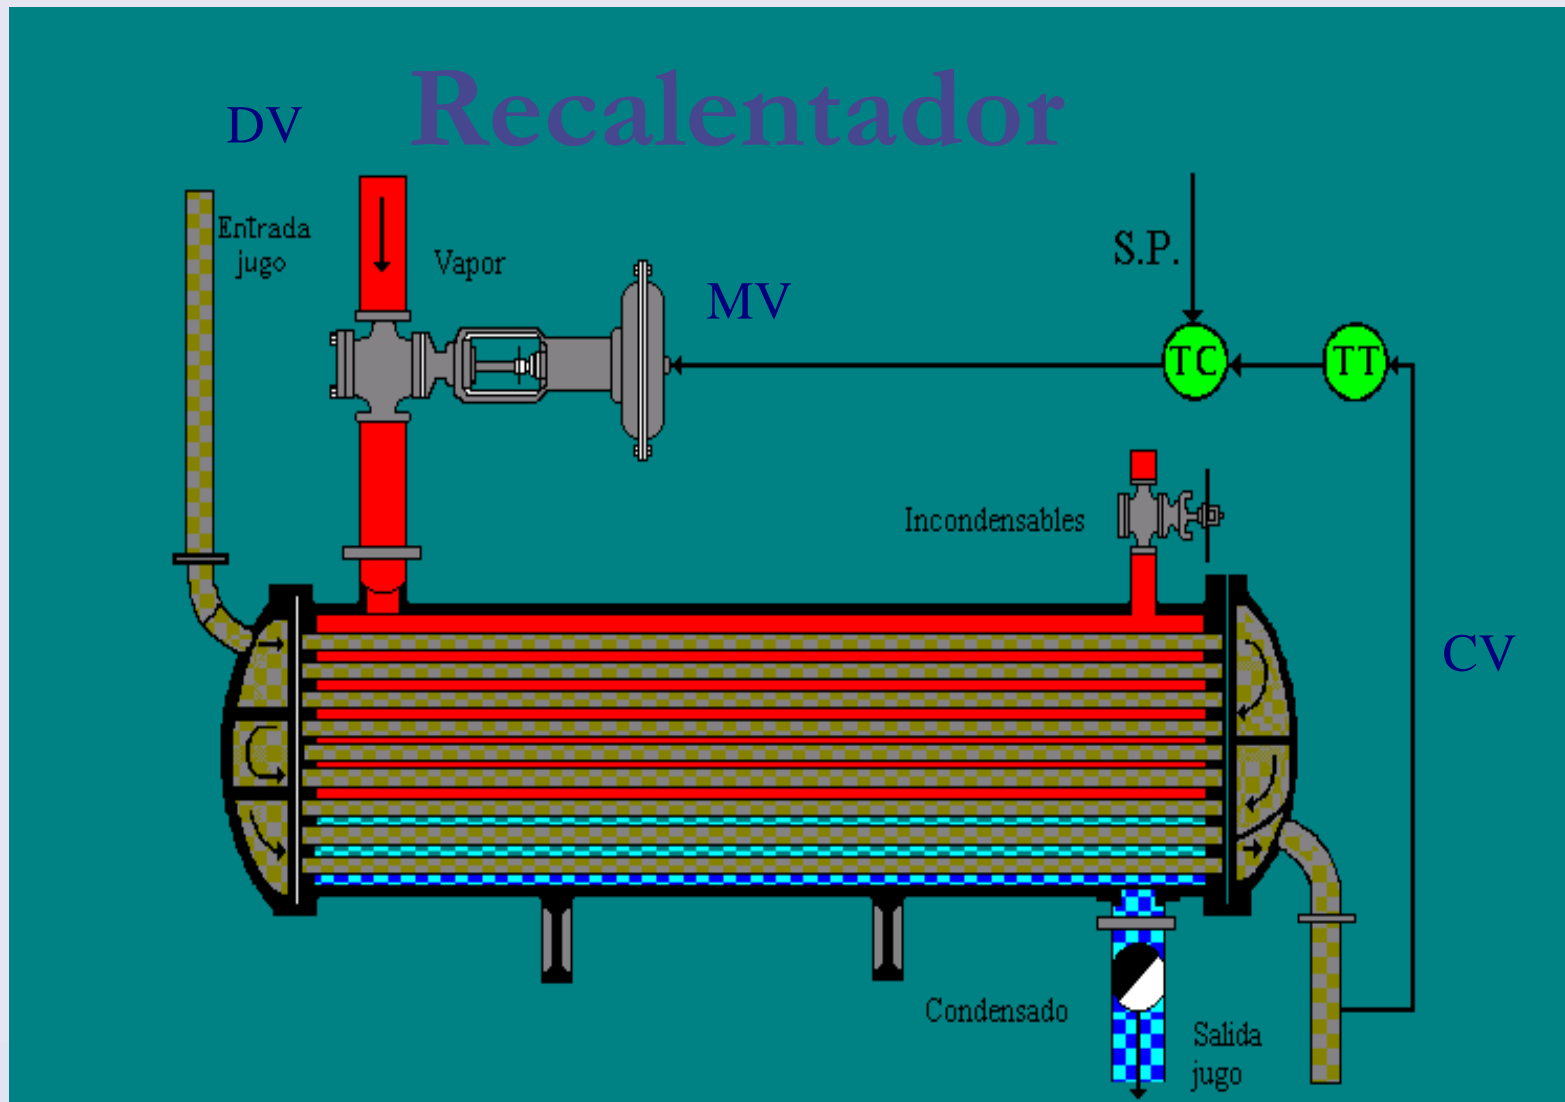 Recalentador
DV
Entrada
jugo
Vapor
MV
S.P.
TC
TT
Incondensables
CV
Condensado
Salida
jugo